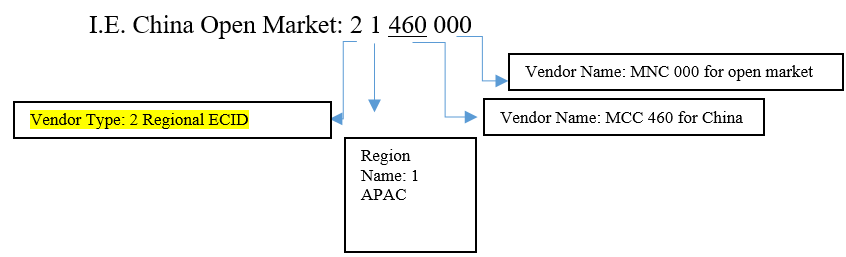 I.E. China Open Market: 2 1 460 000
Vendor Name: MNC 000 for open market
Vendor Type: 2 Regional ECID
Vendor Name: MCC 460 for China
Region
Name: 1
APAC